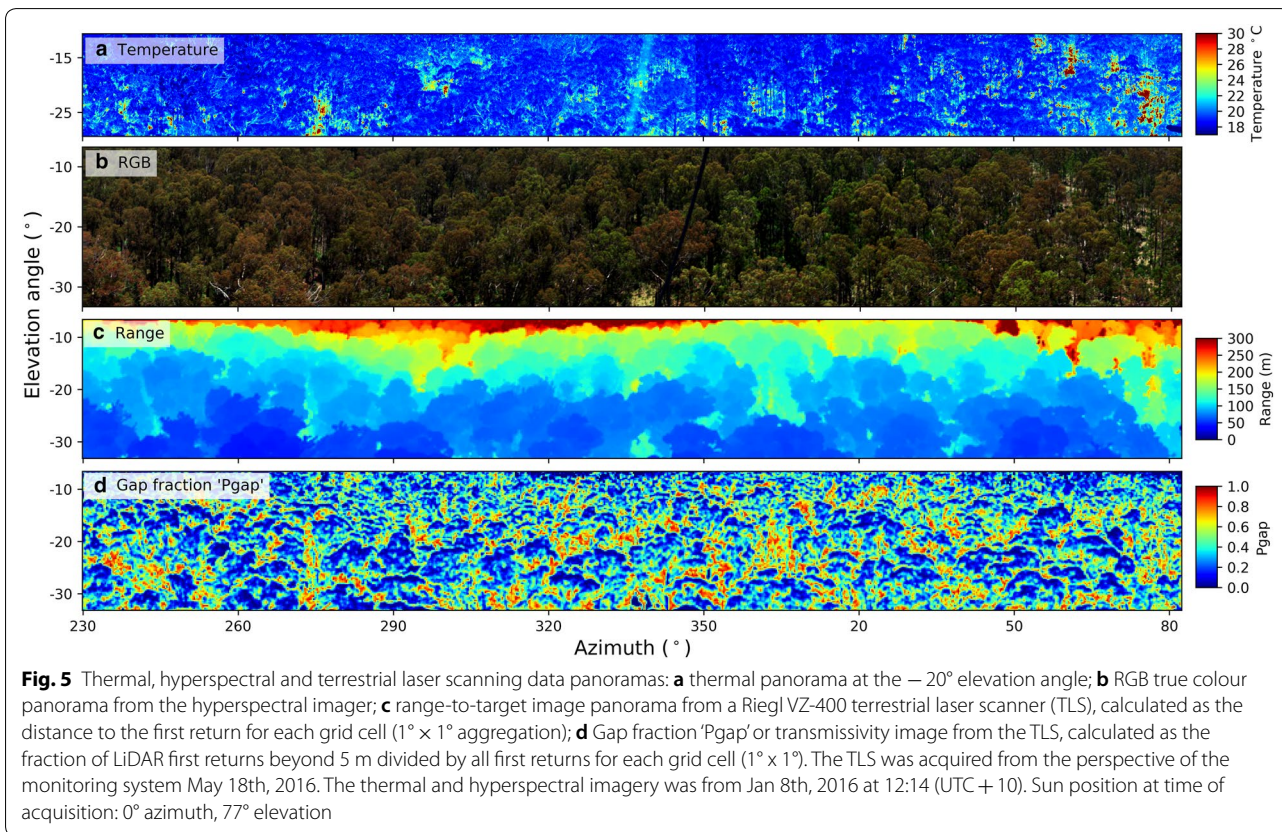 a Temperature
-15
-25
30
28
26
24
22
20
18
Temperature °C
b RGB
-10
-20
-30
Elevation angle (°)
c Range
-10
-20
-30
300
250
200
150
100
50
0
Range (m)
d Gap fraction 'Pgap'
-10
-20
-30
1.0
0.8
0.6
0.4
0.2
0.0
Pgap
230 260 290 320 350 20 50 80
Azimuth (°)
Fig. 5 Thermal, hyperspectral and terrestrial laser scanning data panoramas: a thermal panorama at the − 20° elevation angle; b RGB true colour
panorama from the hyperspectral imager; c range-to-target image panorama from a Riegl VZ-400 terrestrial laser scanner (TLS), calculated as the
distance to the first return for each grid cell (1° × 1° aggregation); d Gap fraction 'Pgap' or transmissivity image from the TLS, calculated as the
fraction of LiDAR first returns beyond 5 m divided by all first returns for each grid cell (1° x 1°). The TLS was acquired from the perspective of the
monitoring system May 18th, 2016. The thermal and hyperspectral imagery was from Jan 8th, 2016 at 12:14 (UTC + 10). Sun position at time of
acquisition: 0° azimuth, 77° elevation